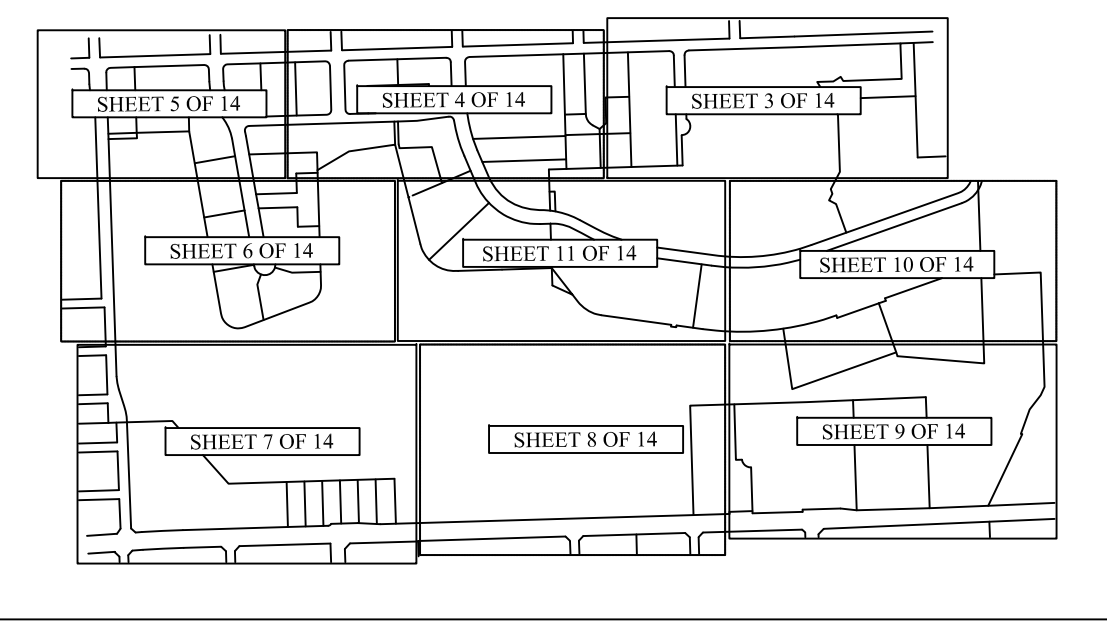 SHEET 5 OF 14
SHEET 4 OF 14
SHEET 3 OF 14
SHEET 6 OF 14
SHEET 11 OF 14
SHEET 10 OF 14
SHEET 7 OF 14
SHEET 8 OF 14
SHEET 9 OF 14